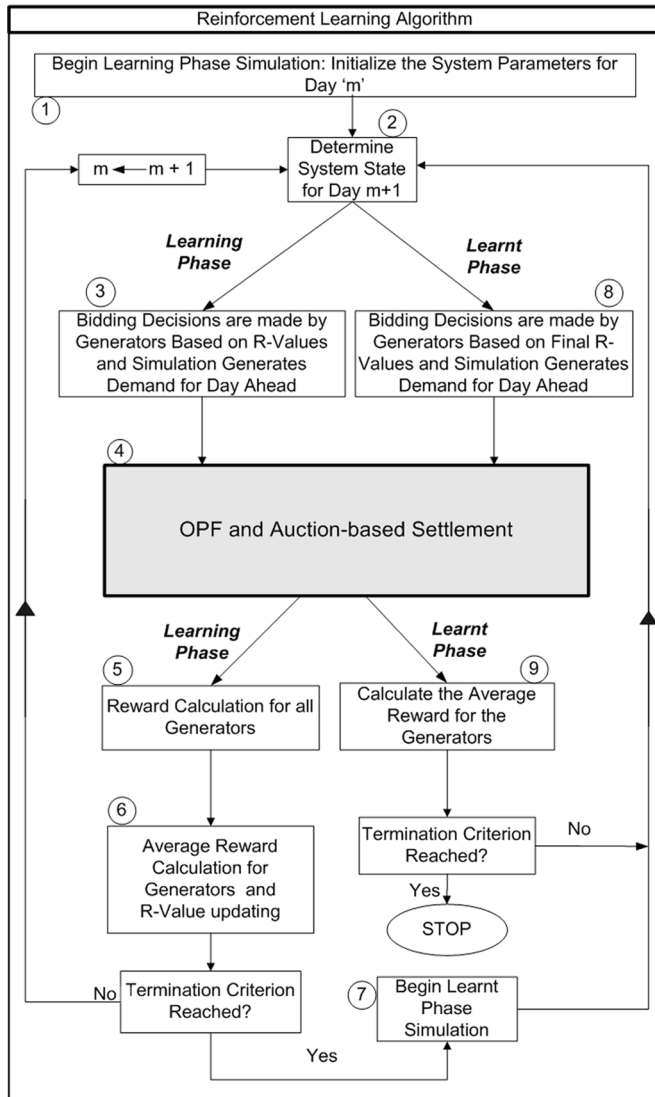 Reinforcement Learning Algorithm
Begin Learning Phase Simulation: Initialize the System Parameters for
Day ‘m’
1
2
Determine
System State
for Day m+1
m
m + 1
Learning
Phase
Learnt
Phase
3
Bidding Decisions are made by
Generators Based on R-Values
and Simulation Generates
Demand for Day Ahead
8
Bidding Decisions are made by
Generators Based on Final R-
Values and Simulation Generates
Demand for Day Ahead
4
OPF and Auction-based Settlement
Learning
Phase
Learnt
Phase
5
Reward Calculation for all
Generators
9
Calculate the Average
Reward for the
Generators
6
Average Reward
Calculation for
Generators and
R-Value updating
Termination Criterion
Reached?
No
Yes
STOP
No
Termination Criterion
Reached?
Yes
7
Begin Learnt
Phase
Simulation